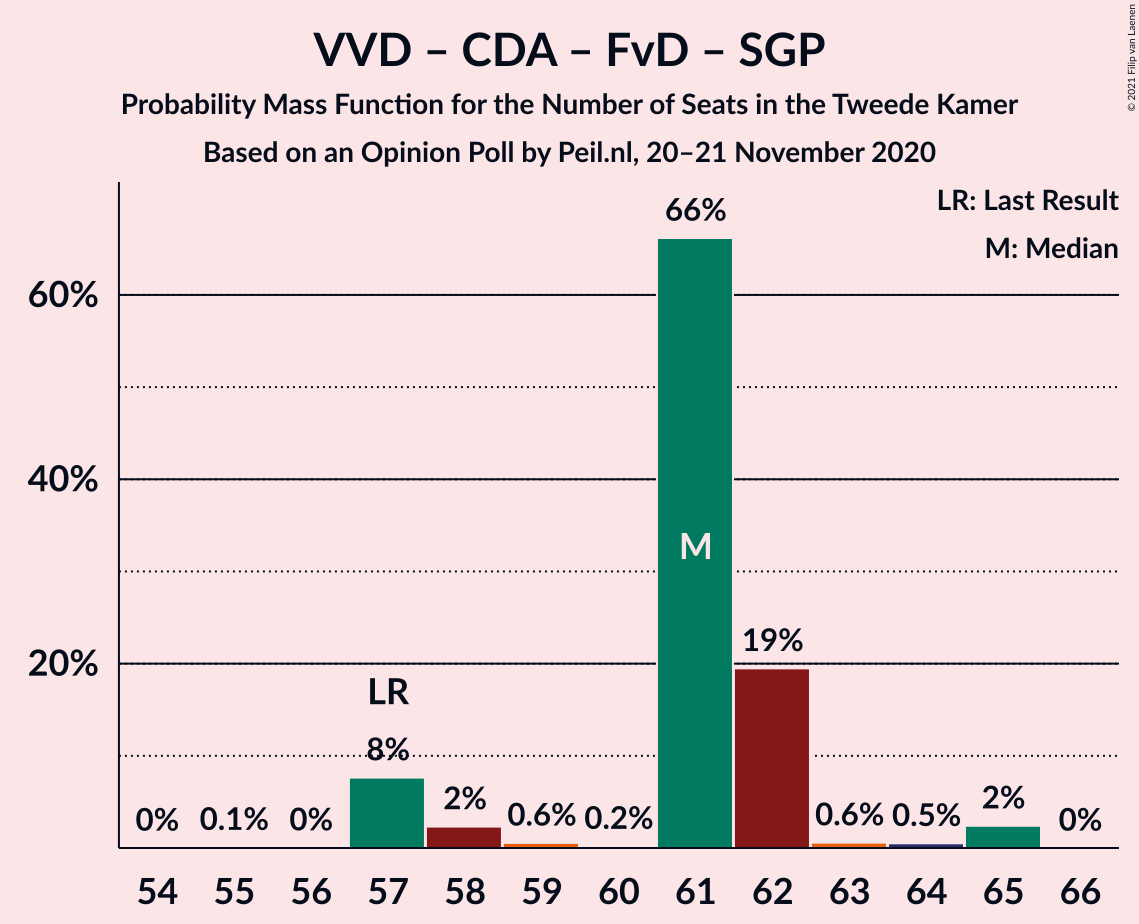 VVD – CDA – FvD – SGP
Probability Mass Function for the Number of Seats in the Tweede Kamer
Based on an Opinion Poll by Peil.nl, 20–21 November 2020
© 2021 Filip van Laenen
LR: Last Result
M: Median
66%
60%
40%
M
19%
20%
LR
8%
0% 0.1% 0% 2% 0.6% 0.2% 0.6% 0.5% 2% 0%
54 55 56 57 58 59 60 61 62 63 64 65 66